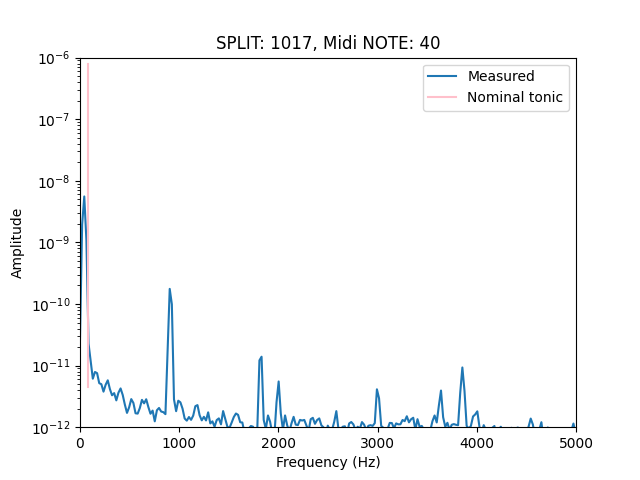 SPLIT: 1017, Midi NOTE: 40
Measured
Nominal tonic
Amplitude
10⁻⁶
10⁻⁷
10⁻⁸
10⁻⁹
10⁻¹⁰
10⁻¹¹
10⁻¹²
0 1000 2000 3000 4000 5000
Frequency (Hz)